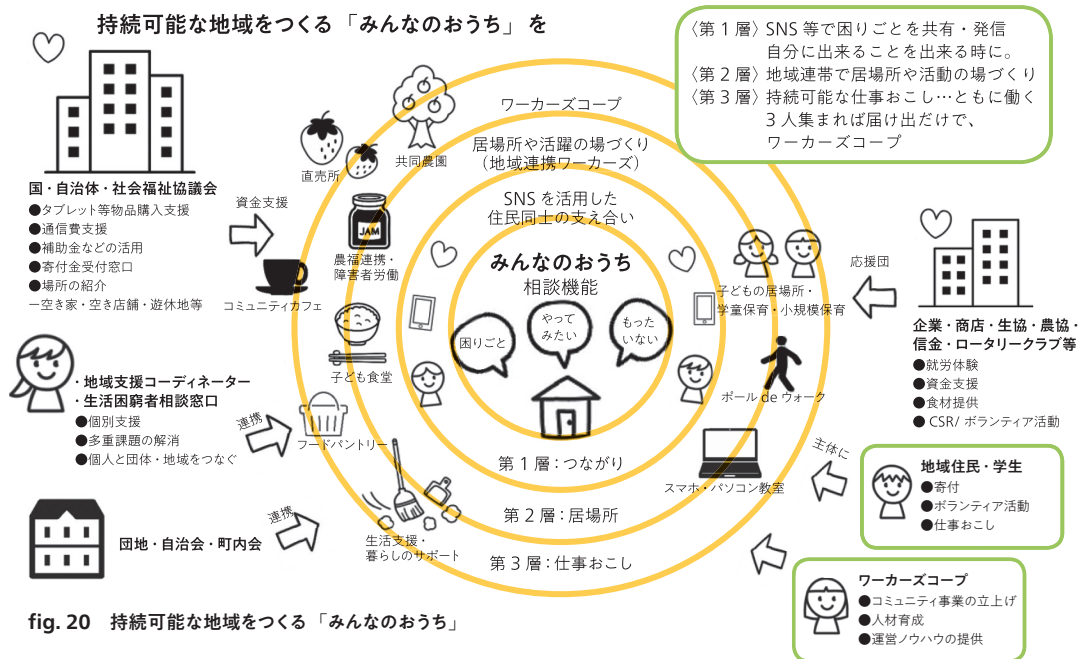 持続可能な地域をつくる「みんなのおうち」を
〈第1層〉SNS等で困りごとを共有・発信
自分に出来ることを出来る時に。
〈第2層〉地域連帯で居場所や活動の場づくり
〈第3層〉持続可能な仕事おこし…ともに働く
3人集まれば届け出だけで、
ワーカーズコープ
国・自治体・社会福祉協議会
●タブレット等物品購入支援
●通信費支援
●補助金などの活用
●寄付金受付窓口
●場所の紹介
ー空き家・空き店舗・遊休地等
資金支援
・地域支援コーディネーター
・生活困窮者相談窓口
●個別支援
●多重課題の解消
●個人と団体・地域をつなぐ
連携
団地・自治会・町内会
連携
ワーカーズコープ
居場所や活躍の場づくり
（地域連携ワーカーズ）
SNSを活用した
住民同士の支え合い
みんなのおうち
相談機能
困りごと
やって
みたい
もった
いない
第1層：つながり
第2層：居場所
第3層：仕事おこし
共同農園
直売所
JAM
農福連携・
障害者労働
コミュニティカフェ
子ども食堂
フードパントリー
生活支援・
暮らしのサポート
子どもの居場所・
学童保育・小規模保育
ポール de ウォーク
スマホ・パソコン教室
応援団
企業・商店・生協・農協・
信金・ロータリークラブ等
●就労体験
●資金支援
●食材提供
●CSR/ ボランティア活動
主体に
地域住民・学生
●寄付
●ボランティア活動
●仕事おこし
ワーカーズコープ
●コミュニティ事業の立上げ
●人材育成
●運営ノウハウの提供
fig. 20 持続可能な地域をつくる「みんなのおうち」